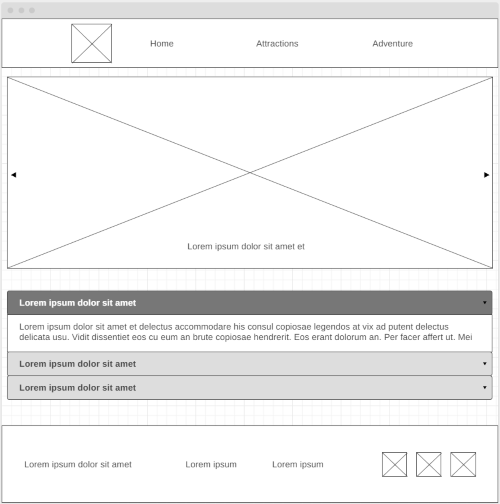 Home Attractions Adventure
Lorem ipsum dolor sit amet et
Lorem ipsum dolor sit amet
Lorem ipsum dolor sit amet et delectus accommodare his consul copiosae legendos at vix ad putent delectus
delicata usu. Vidit dissentiet eos cu eum an brute copiosae hendrerit. Eos erant dolorum an. Per facer affert ut. Mei
Lorem ipsum dolor sit amet
Lorem ipsum dolor sit amet
Lorem ipsum dolor sit amet Lorem ipsum Lorem ipsum